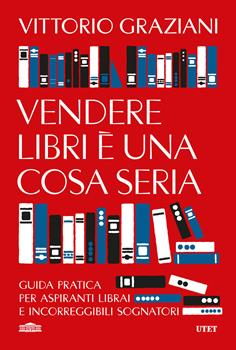 VITTORIO GRAZIANI
VENDERE
LIBRI È UNA
COSA SERIA
GUIDA PRATICA
PER ASPIRANTI LIBRAI
E INCORREGGIBILI SOGNATORI
UTET